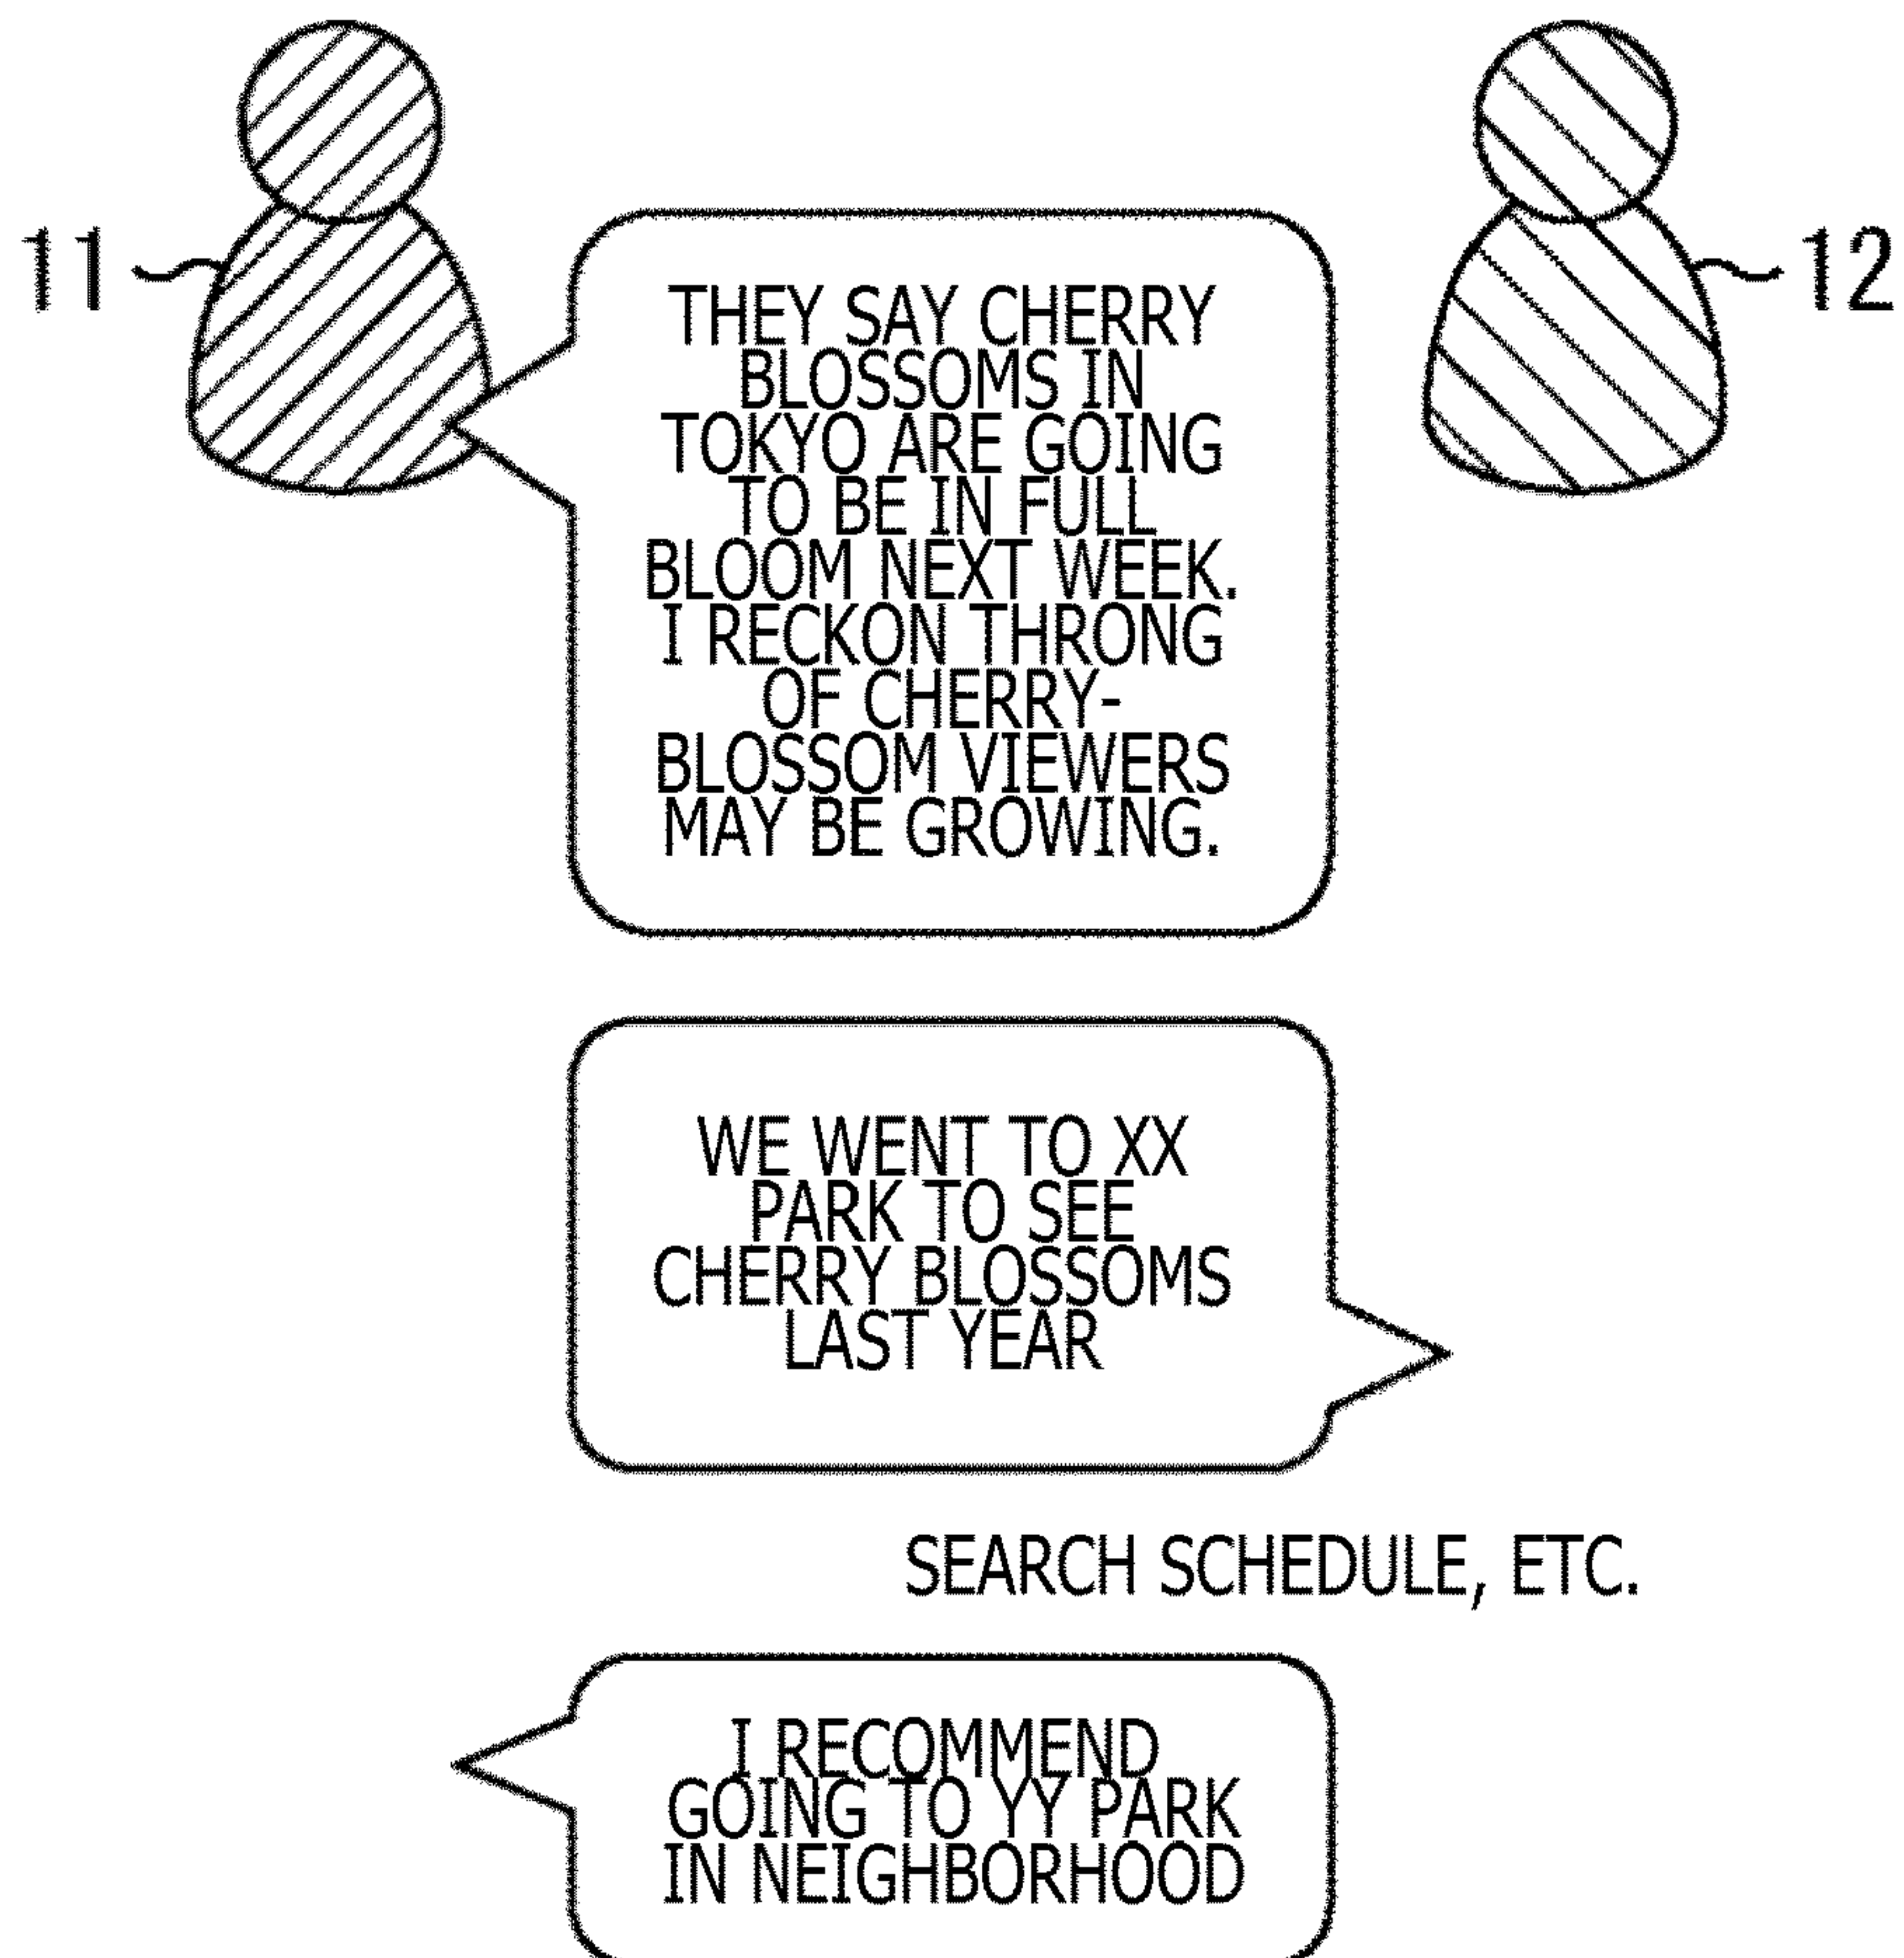 11
12
THEY SAY CHERRY
BLOSSOMS IN
TOKYO ARE GOING
TO BE IN FULL
BLOOM NEXT WEEK.
I RECKON THRONG
OF CHERRY-
BLOSSOM VIEWERS
MAY BE GROWING.
WE WENT TO XX
PARK TO SEE
CHERRY BLOSSOMS
LAST YEAR
SEARCH SCHEDULE, ETC.
I RECOMMEND
GOING TO YY PARK
IN NEIGHBORHOOD